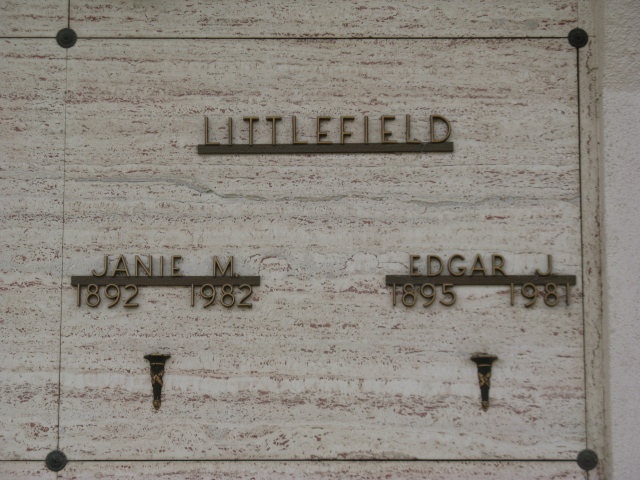 LITTLEFIELD
JANIE M. EDGAR J.
1892 1982 1895 1981